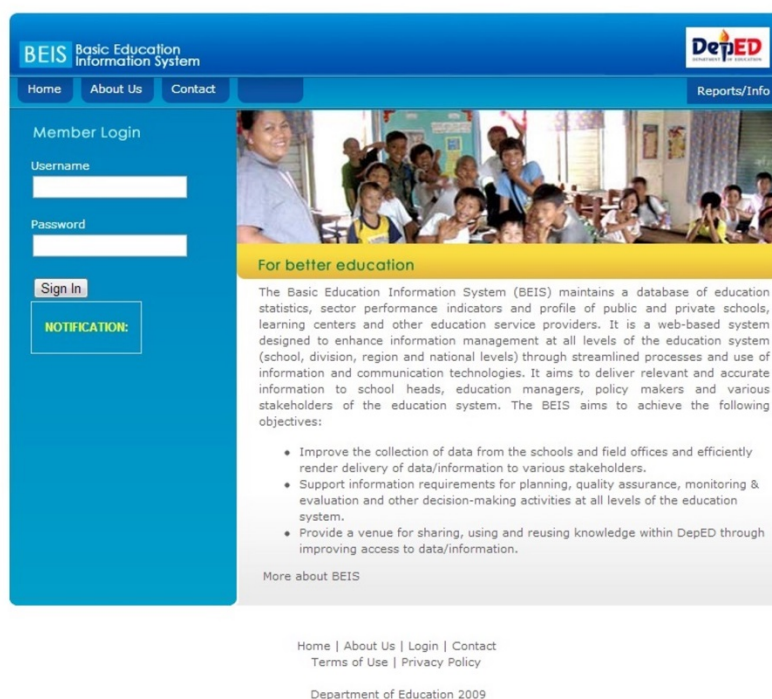 BEIS Basic Education
Information System
DepED
DEPARTMENT OF EDUCATION
Home About Us Contact Reports/Info
Member Login
Username
Password
Sign In
NOTIFICATION:
For better education
The Basic Education Information System (BEIS) maintains a database of education
statistics, sector performance indicators and profile of public and private schools,
learning centers and other education service providers. It is a web-based system
designed to enhance information management at all levels of the education system
(school, division, region and national levels) through streamlined processes and use of
information and communication technologies. It aims to deliver relevant and accurate
information to school heads, education managers, policy makers and various
stakeholders of the education system. The BEIS aims to achieve the following
objectives:
• Improve the collection of data from the schools and field offices and efficiently
render delivery of data/information to various stakeholders.
• Support information requirements for planning, quality assurance, monitoring &
evaluation and other decision-making activities at all levels of the education
system.
• Provide a venue for sharing, using and reusing knowledge within DepED through
improving access to data/information.
More about BEIS
Home | About Us | Login | Contact
Terms of Use | Privacy Policy
Department of Education 2009